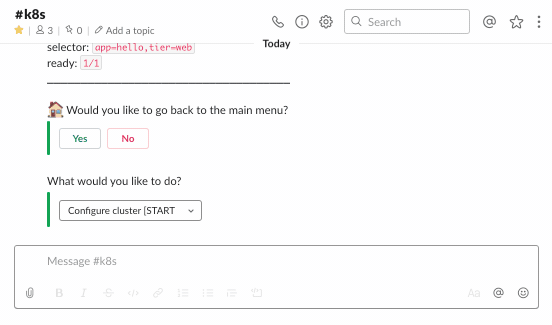 #k8s
3 | 0 | Add a topic
Search
Today
selector: app=hello,tier=web
ready: 1/1
Would you like to go back to the main menu?
Yes No
What would you like to do?
Configure cluster [START
Message #k8s
B I S </> Aa